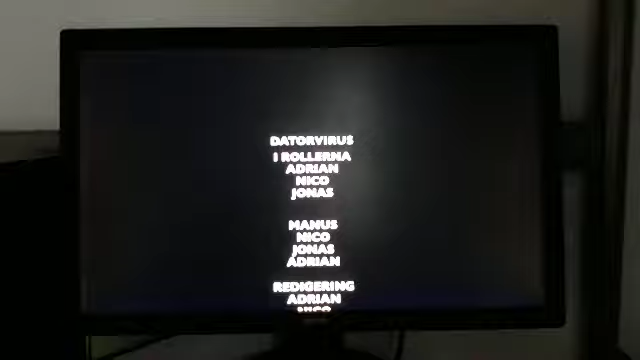 DATORVIRUS
I ROLLERNA
ADRIAN
NICO
JONAS
MANUS
NICO
JONAS
ADRIAN
REDIGERING
ADRIAN